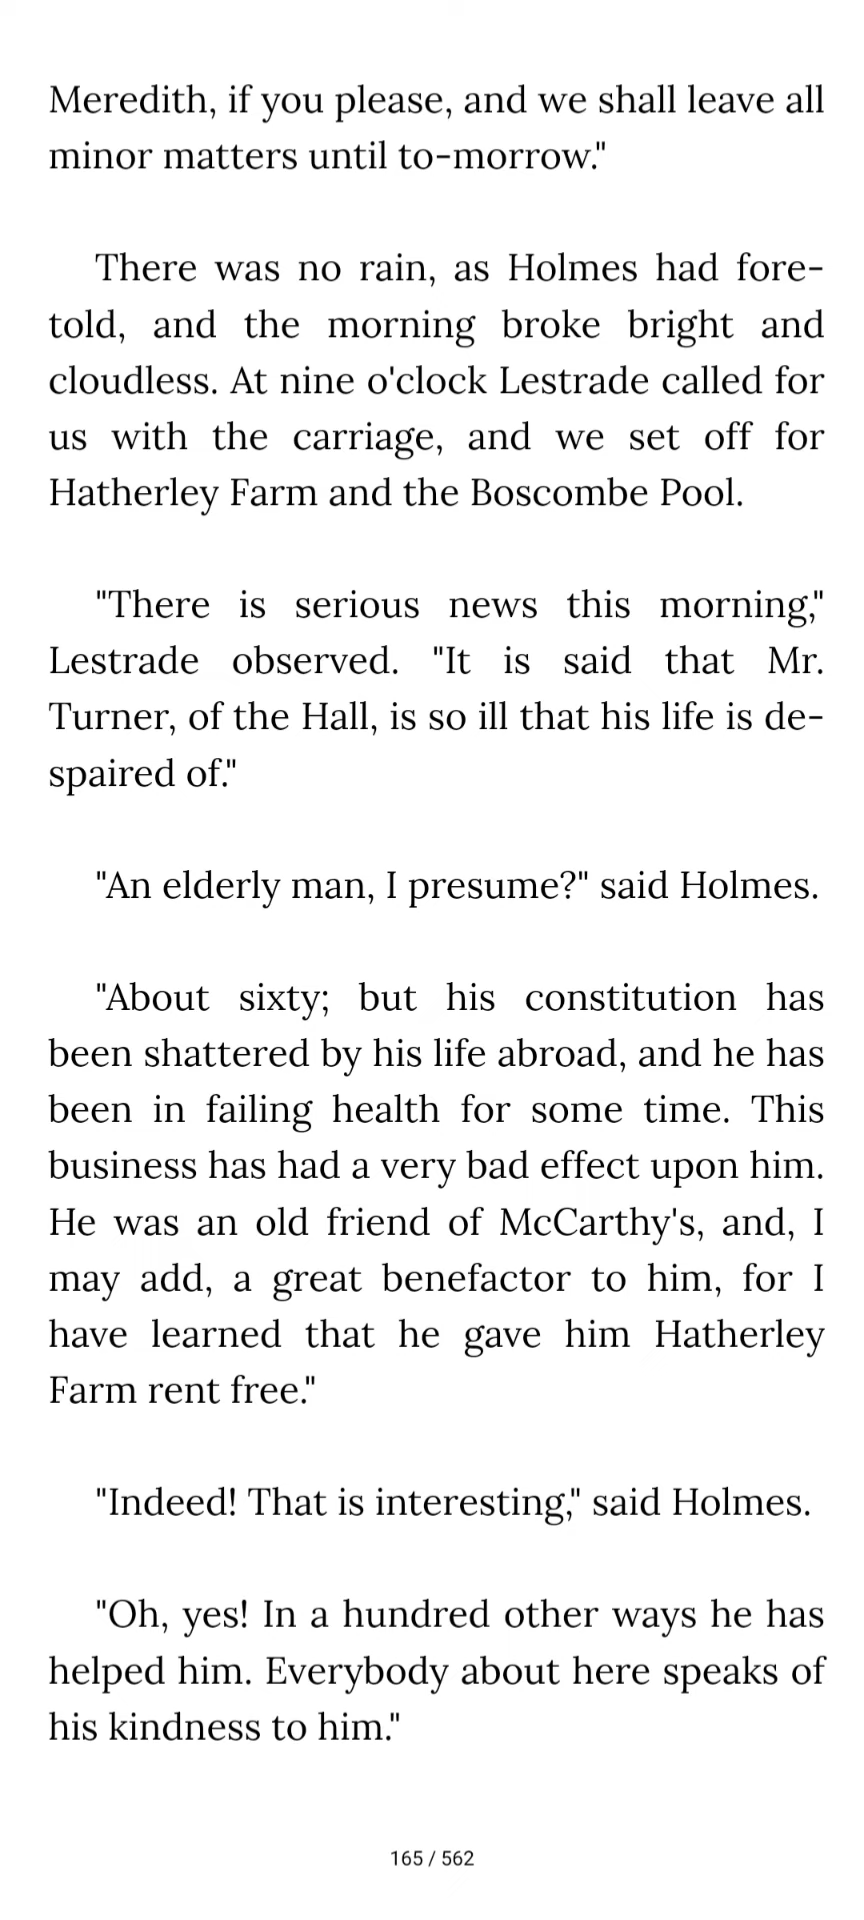 Meredith, if you please, and we shall leave all
minor matters until to-morrow."
There was no rain, as Holmes had fore-
told, and the morning broke bright and
cloudless. At nine o'clock Lestrade called for
us with the carriage, and we set off for
Hatherley Farm and the Boscombe Pool.
"There is serious news this morning,"
Lestrade observed. "It is said that Mr.
Turner, of the Hall, is so ill that his life is de-
spaired of."
"An elderly man, I presume?" said Holmes.
"About sixty; but his constitution has
been shattered by his life abroad, and he has
been in failing health for some time. This
business has had a very bad effect upon him.
He was an old friend of McCarthy's, and, I
may add, a great benefactor to him, for I
have learned that he gave him Hatherley
Farm rent free."
"Indeed! That is interesting," said Holmes.
"Oh, yes! In a hundred other ways he has
helped him. Everybody about here speaks of
his kindness to him."
165 / 562